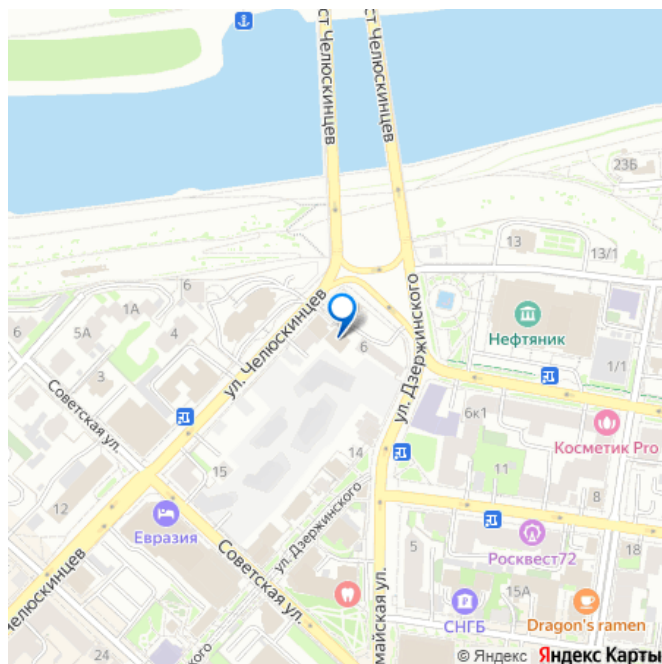 ст Челюскинцев
ст Челюскинцев
23Б
13
13/1
ул. Челюскинцев
ул. Дзержинского
6
1А
6
5А
4
3
6
Нефтяник
1/1
Советская ул.
6к1
Косметик Pro
15
14
11
8
12
Евразия
ул. Дзержинского
Советская ул.
5
Росквест72
18
Челюскинцев
майская ул.
15А
СНГБ
Dragon's ramen
24
© Яндекс Яндекс Карты